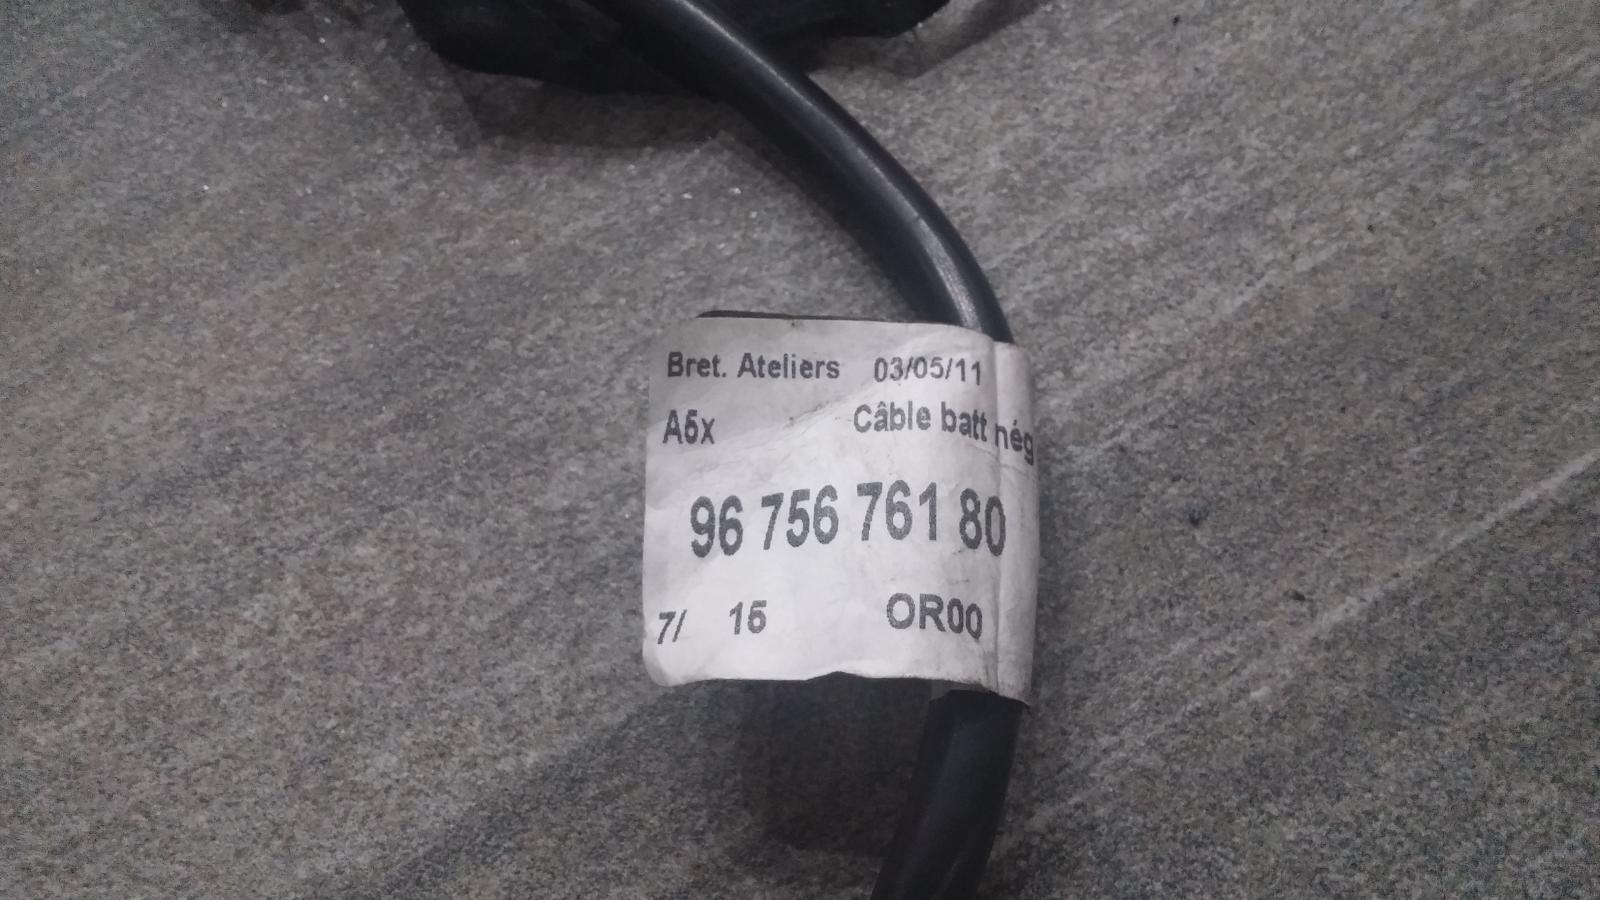 Bret. Ateliers 03/05/11
A5x Câble batt nég
96 756 761 80
7/ 15 OR00